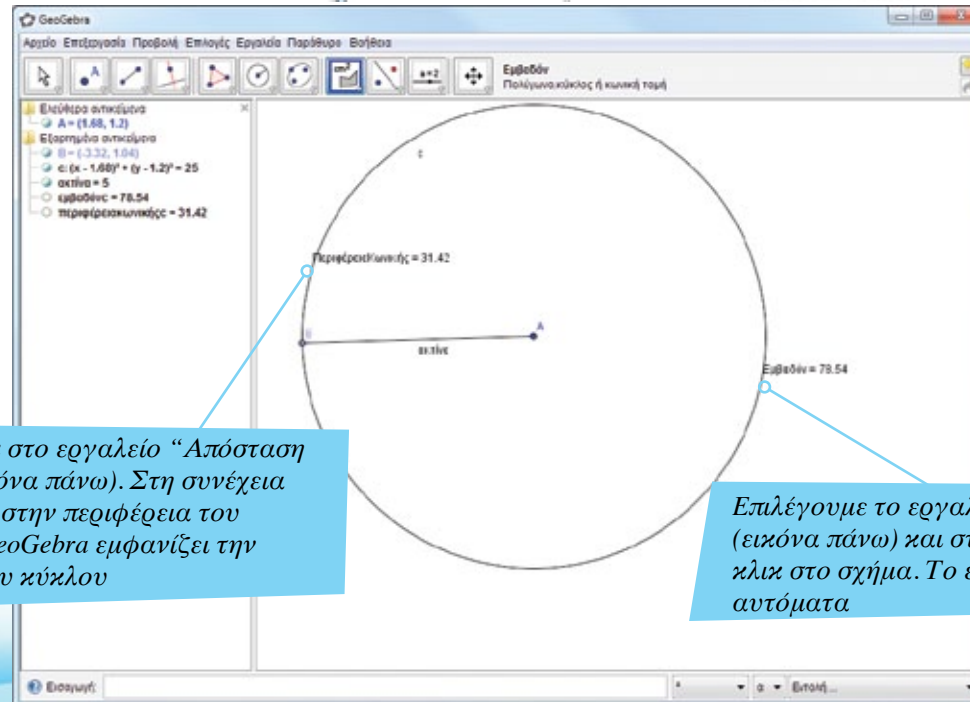 GeoGebra
Αρχείο Επεξεργασία Προβολή Επιλογές Εργαλεία Παράθυρο Βοήθεια
Εμβαδόν
Πολύγωνο,κύκλος ή κωνική τομή
Ελεύθερα αντικείμενα
A = (1.68, 1.2)
Εξαρτημένα αντικείμενα
B = (-3.32, 1.04)
c: (x - 1.68)² + (y - 1.2)² = 25
ακτίνα = 5
εμβαδόνc = 78.54
περιφέρειακωνικήςc = 31.42
c
ΠεριφέρειεΚωνικής = 31.42
B
A
ακτίνα
Εμβαδόν = 78.54
στο εργαλείο “Απόσταση
όνα πάνω). Στη συνέχεια
στην περιφέρεια του
eoGebra εμφανίζει την
υ κύκλου
Επιλέγουμε το εργαλ
(εικόνα πάνω) και στ
κλικ στο σχήμα. Το ε
αυτόματα
Εισαγωγή:
α
Εντολή ...